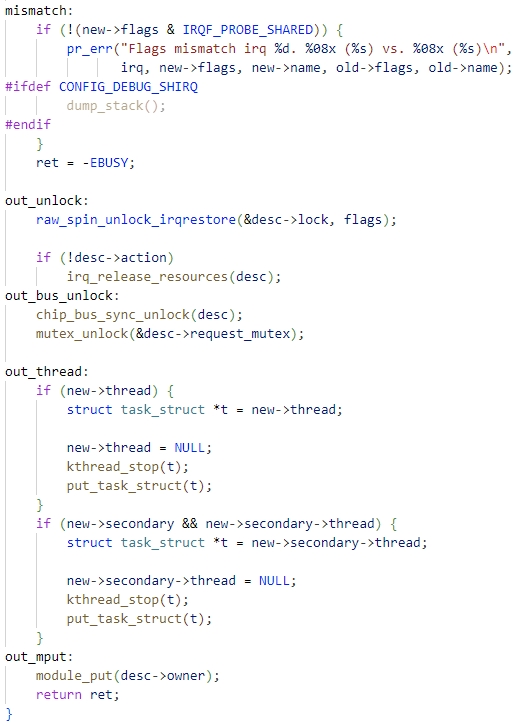 mismatch:
    if (!(new->flags & IRQF_PROBE_SHARED)) {
        pr_err("Flags mismatch irq %d. %08x (%s) vs. %08x (%s)\n",
               irq, new->flags, new->name, old->flags, old->name);
#ifdef CONFIG_DEBUG_SHIRQ
        dump_stack();
#endif
    }
    ret = -EBUSY;

out_unlock:
    raw_spin_unlock_irqrestore(&desc->lock, flags);

    if (!desc->action)
        irq_release_resources(desc);
out_bus_unlock:
    chip_bus_sync_unlock(desc);
    mutex_unlock(&desc->request_mutex);

out_thread:
    if (new->thread) {
        struct task_struct *t = new->thread;

        new->thread = NULL;
        kthread_stop(t);
        put_task_struct(t);
    }
    if (new->secondary && new->secondary->thread) {
        struct task_struct *t = new->secondary->thread;

        new->secondary->thread = NULL;
        kthread_stop(t);
        put_task_struct(t);
    }
out_mput:
    module_put(desc->owner);
    return ret;
}